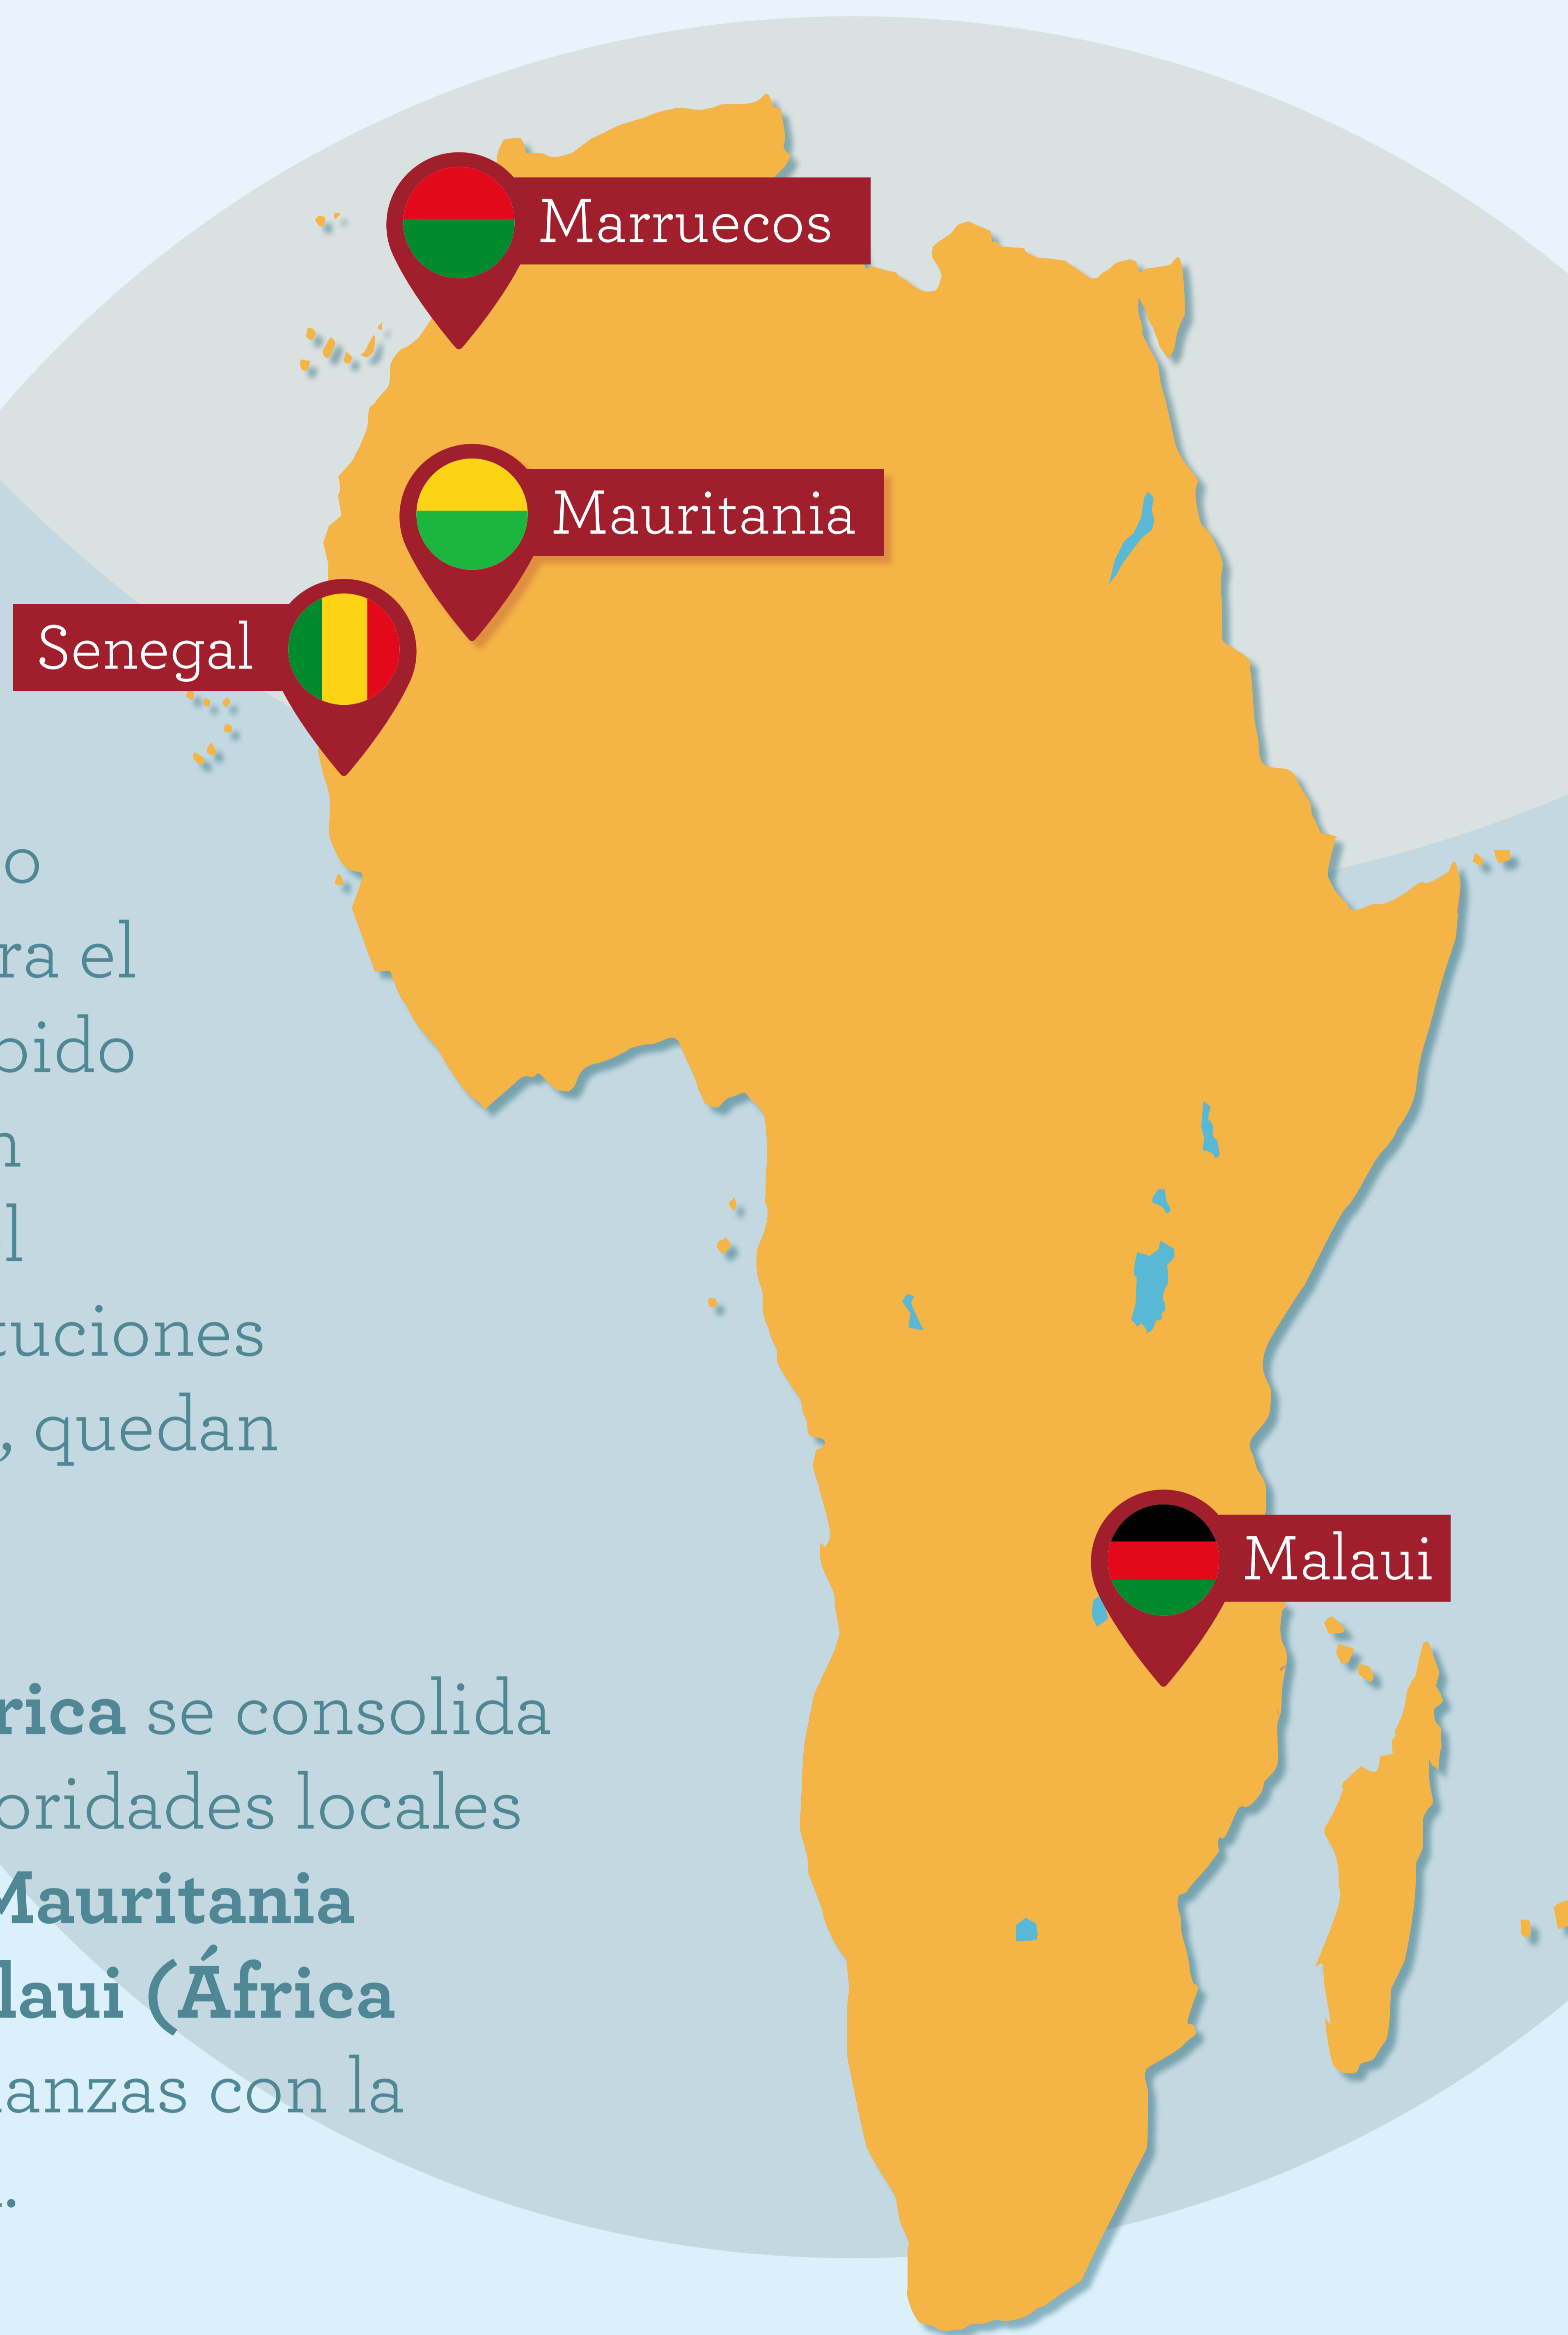 Marruecos
Mauritania
Senegal
o
ra el
bido
n
l
tuciones
, quedan
Malaui
rica se consolida
oridades locales
Mauritania
laui (África
anzas con la
.